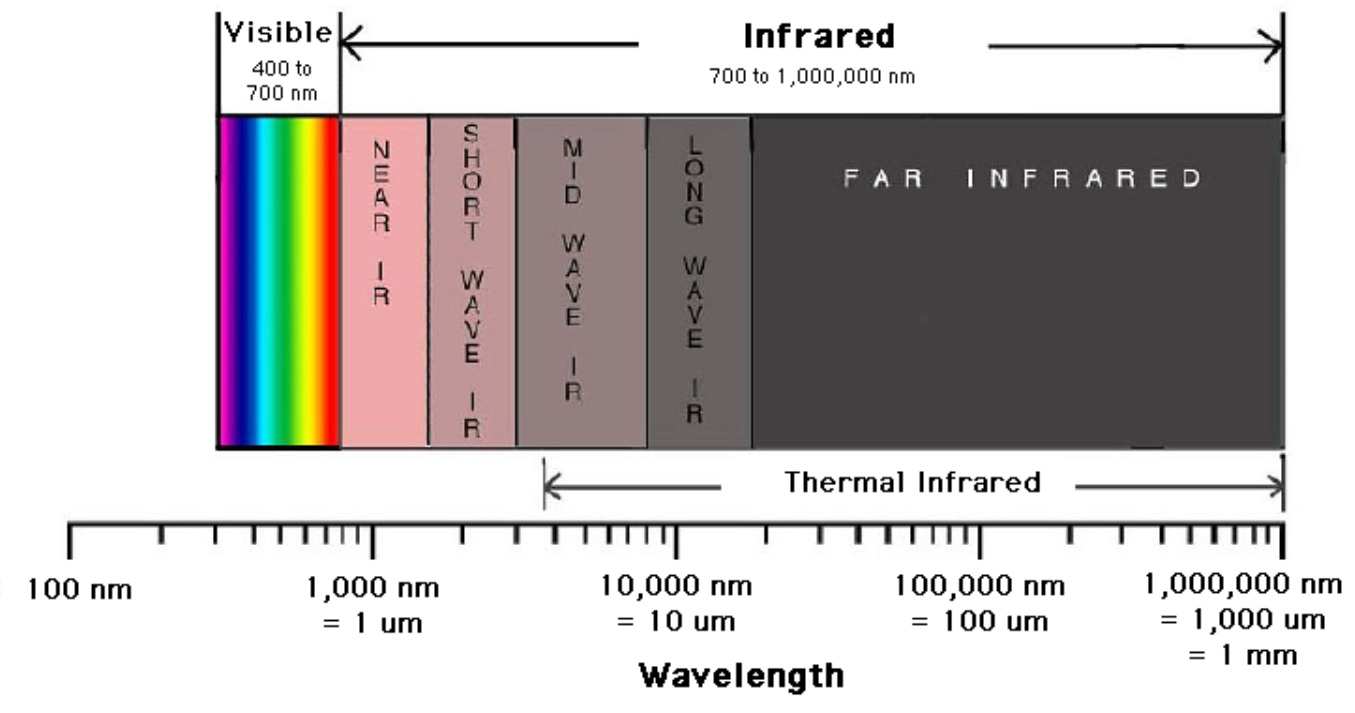 Visible
400 to
700 nm
Infrared
700 to 1,000,000 nm
NEAR IR
SHORT WAVE IR
MID WAVE IR
LONG WAVE IR
FAR INFRARED
Thermal Infrared
100 nm
1,000 nm
= 1 um
10,000 nm
= 10 um
100,000 nm
= 100 um
1,000,000 nm
= 1,000 um
= 1 mm
Wavelength